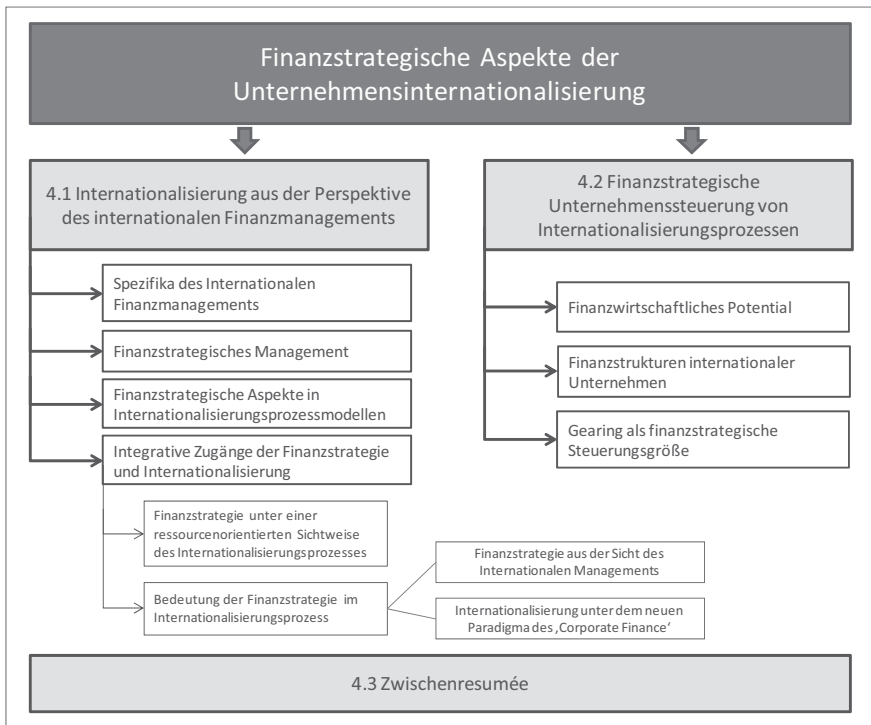 Finanzstrategische Aspekte der
Unternehmensinternationalisierung
4.1 Internationalisierung aus der Perspektive
des internationalen Finanzmanagements
Spezifika des Internationalen
Finanzmanagements
Finanzstrategisches Management
Finanzstrategische Aspekte in
Internationalisierungsprozessmodellen
Integrative Zugänge der Finanzstrategie
und Internationalisierung
Finanzstrategie unter einer
ressourcenorientierten Sichtweise
des Internationalisierungsprozesses
Bedeutung der Finanzstrategie im
Internationalisierungsprozess
Finanzstrategie aus der Sicht des
Internationalen Managements
Internationalisierung unter dem neuen
Paradigma des ‚Corporate Finance‘
4.2 Finanzstrategische
Unternehmenssteuerung von
Internationalisierungsprozessen
Finanzwirtschaftliches Potential
Finanzstrukturen internationaler
Unternehmen
Gearing als finanzstrategische
Steuerungsgröße
4.3 Zwischenresumée